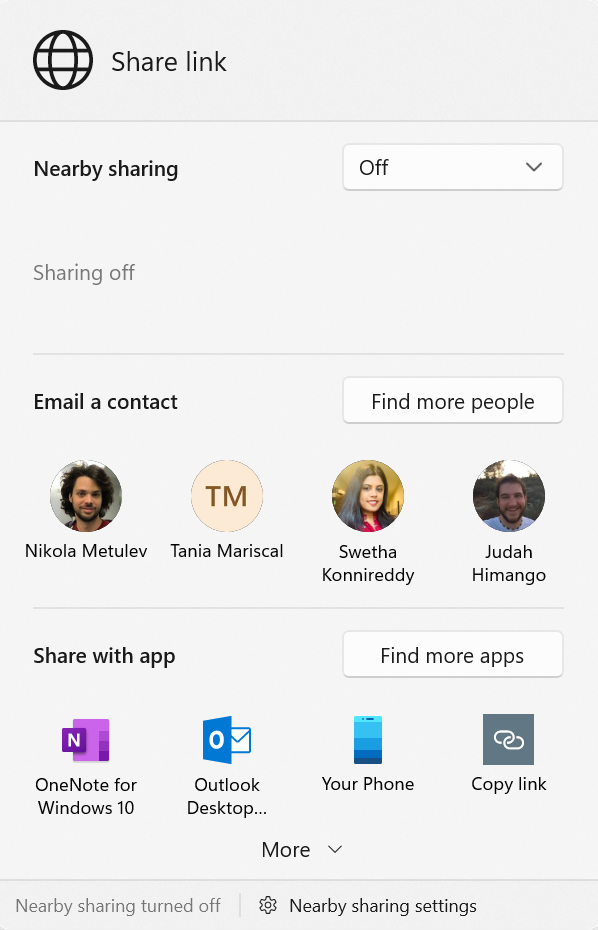 Share link
Nearby sharing
Off
Sharing off
Email a contact
Find more people
TM
Nikola Metulev
Tania Mariscal
Swetha
Konnireddy
Judah
Himango
Share with app
Find more apps
N
O
OneNote for
Windows 10
Outlook
Desktop...
Your Phone
Copy link
More
Nearby sharing turned off
Nearby sharing settings